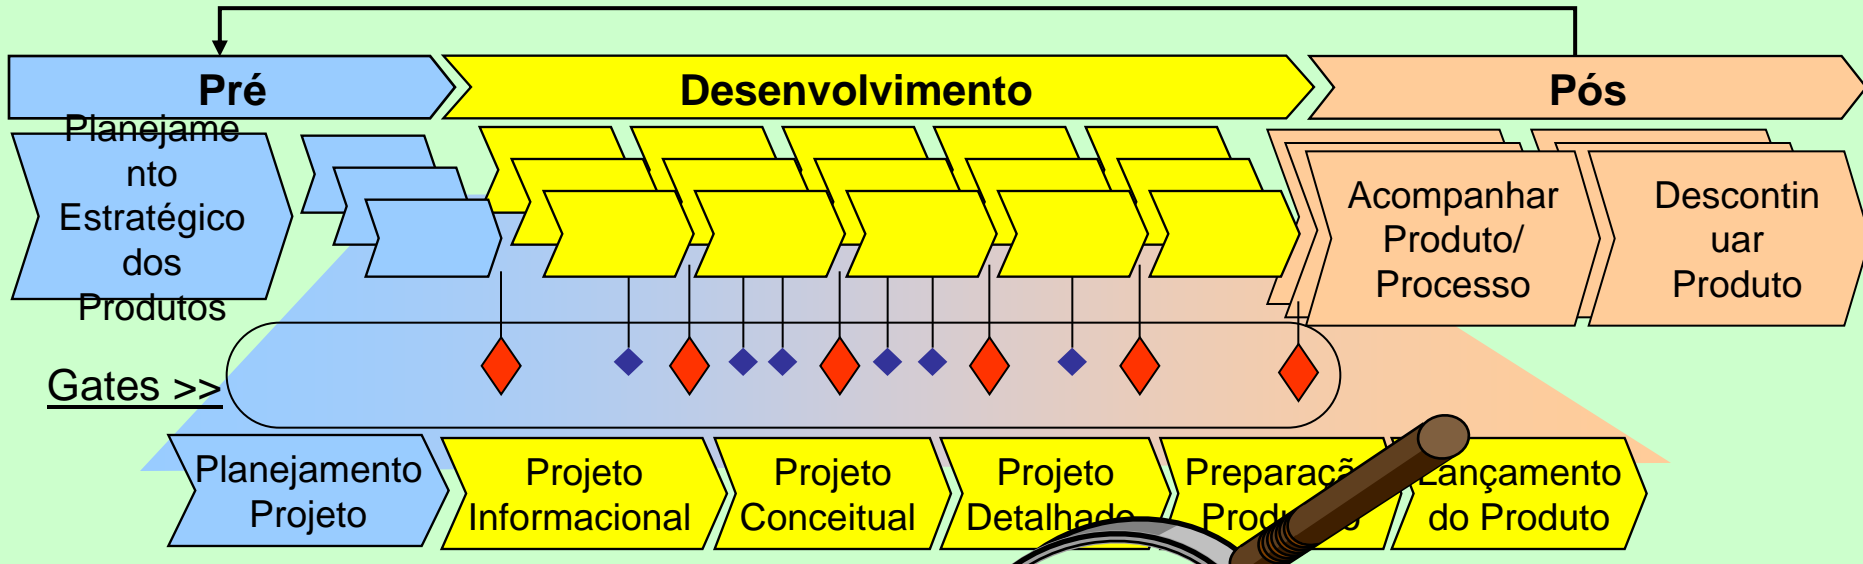 Pré
Desenvolvimento
Pós
Planejame
nto
Estratégico
dos
Produtos
Acompanhar
Produto/
Processo
Descontin
uar
Produto
Gates >>
Planejamento
Projeto
Projeto
Informacional
Projeto
Conceitual
Projeto
Detalhado
Lançamento
do Produto